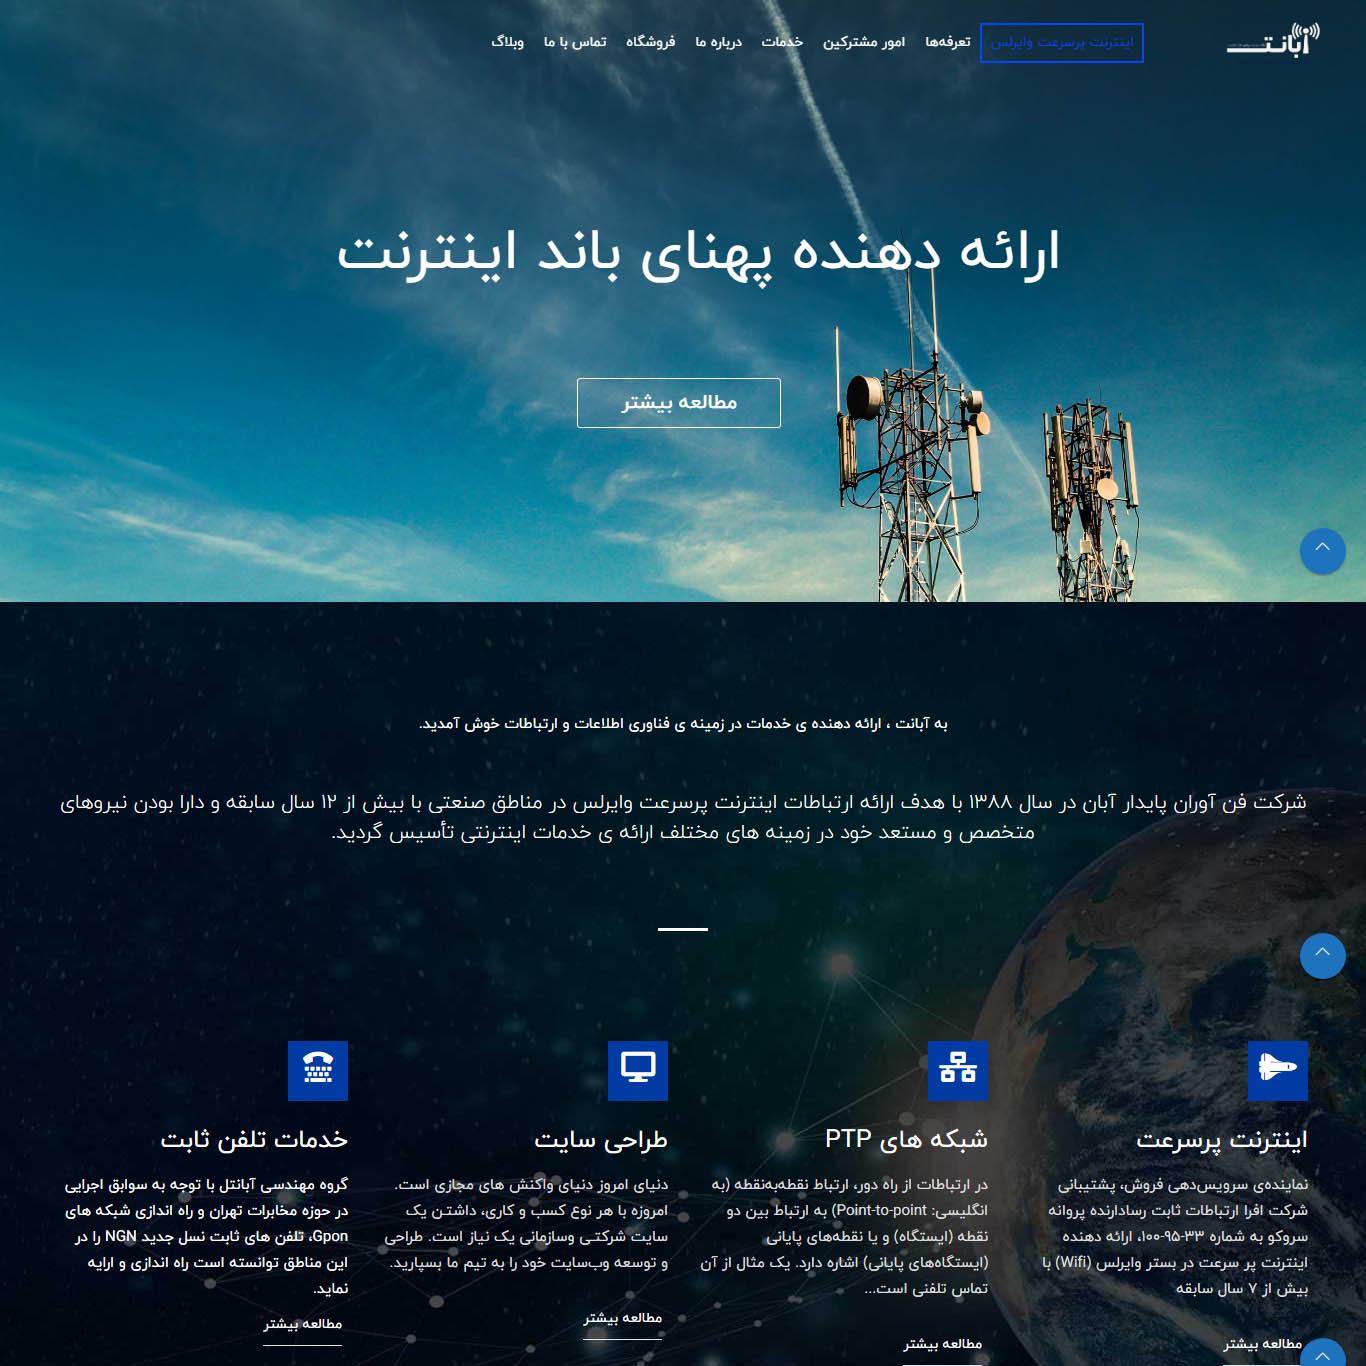 آبانت
اینترنت پرسرعت وایرلس
تعرفه‌ها
امور مشترکین
خدمات
درباره ما
فروشگاه
تماس با ما
وبلاگ
ارائه دهنده پهنای باند اینترنت
مطالعه بیشتر
به آبانت ، ارائه دهنده ی خدمات در زمینه ی فناوری اطلاعات و ارتباطات خوش آمدید.
شرکت فن آوران پایدار آبان در سال ۱۳۸۸ با هدف ارائه ارتباطات اینترنت پرسرعت وایرلس در مناطق صنعتی با بیش از ۱۲ سال سابقه و دارا بودن نیروهای
متخصص و مستعد خود در زمینه های مختلف ارائه ی خدمات اینترنتی تأسیس گردید.
اینترنت پرسرعت
نماینده‌ی سرویس‌دهی فروش، پشتیبانی
شرکت افرا ارتباطات ثابت رسادارنده پروانه
سروکو به شماره ۳۳-۹۵-۱۰۰، ارائه دهنده
اینترنت پر سرعت در بستر وایرلس (Wifi) با
بیش از ۷ سال سابقه
مطالعه بیشتر
شبکه های PTP
در ارتباطات از راه دور، ارتباط نقطه‌به‌نقطه (به
انگلیسی: Point-to-point) به ارتباط بین دو
نقطه (ایستگاه) و یا نقطه‌های پایانی
(ایستگاه‌های پایانی) اشاره دارد. یک مثال از آن
تماس تلفنی است...
مطالعه بیشتر
طراحی سایت
دنیای امروز دنیای واکنش های مجازی است.
امروزه با هر نوع کسب و کاری، داشتن یک
سایت شرکتی وسازمانی یک نیاز است. طراحی
و توسعه وب‌سایت خود را به تیم ما بسپارید.
مطالعه بیشتر
خدمات تلفن ثابت
گروه مهندسی آبانتل با توجه به سوابق اجرایی
در حوزه مخابرات تهران و راه اندازی شبکه های
Gpon، تلفن های ثابت نسل جدید NGN را در
این مناطق توانسته است راه اندازی و ارایه
نماید.
مطالعه بیشتر